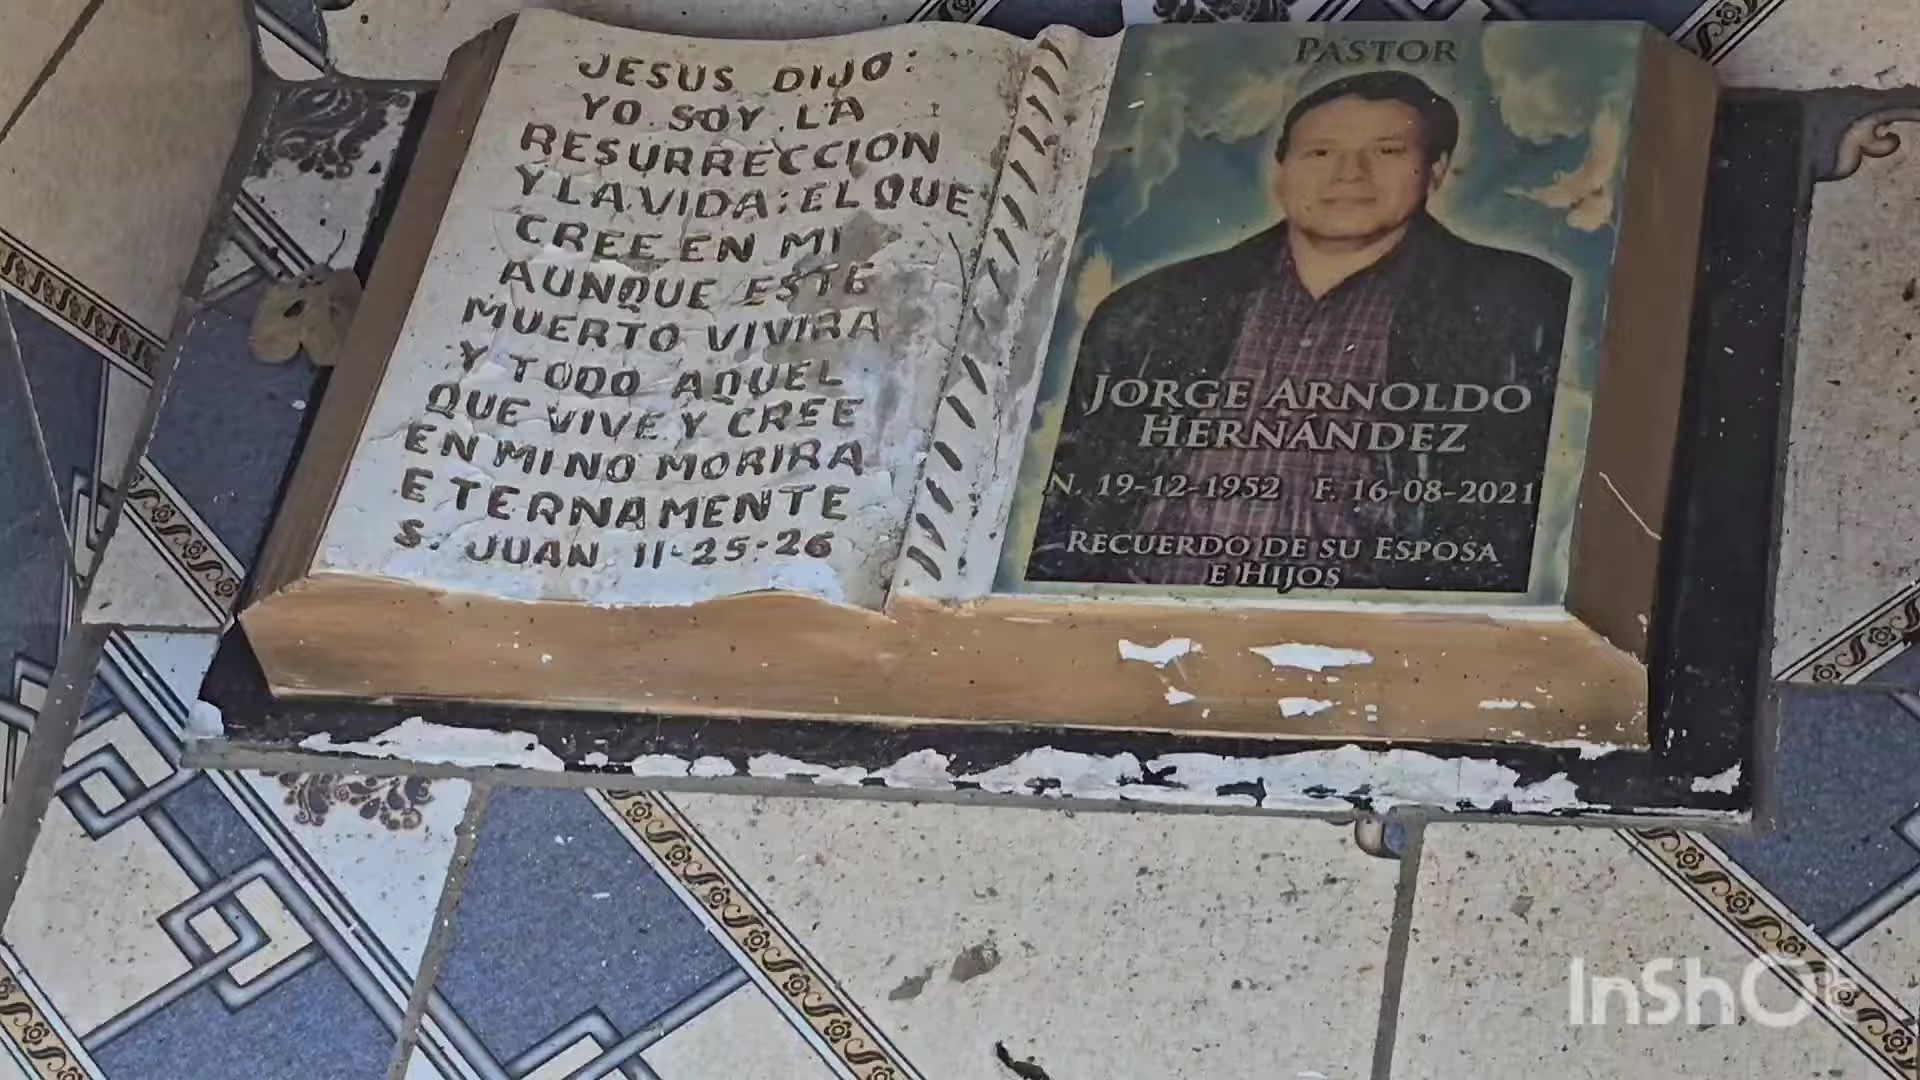 JESUS DIJO:
YO SOY LA
RESURRECCION
Y LA VIDA: EL QUE
CREE EN MI
AUNQUE ESTE
MUERTO VIVIRA
Y TODO AQUEL
QUE VIVE Y CREE
EN MI NO MORIRA
ETERNAMENTE
S. JUAN 11-25-26
PASTOR
JORGE ARNOLDO
HERNÁNDEZ
N. 19-12-1952 F. 16-08-2021
RECUERDO DE SU ESPOSA
E HIJOS
InShOt